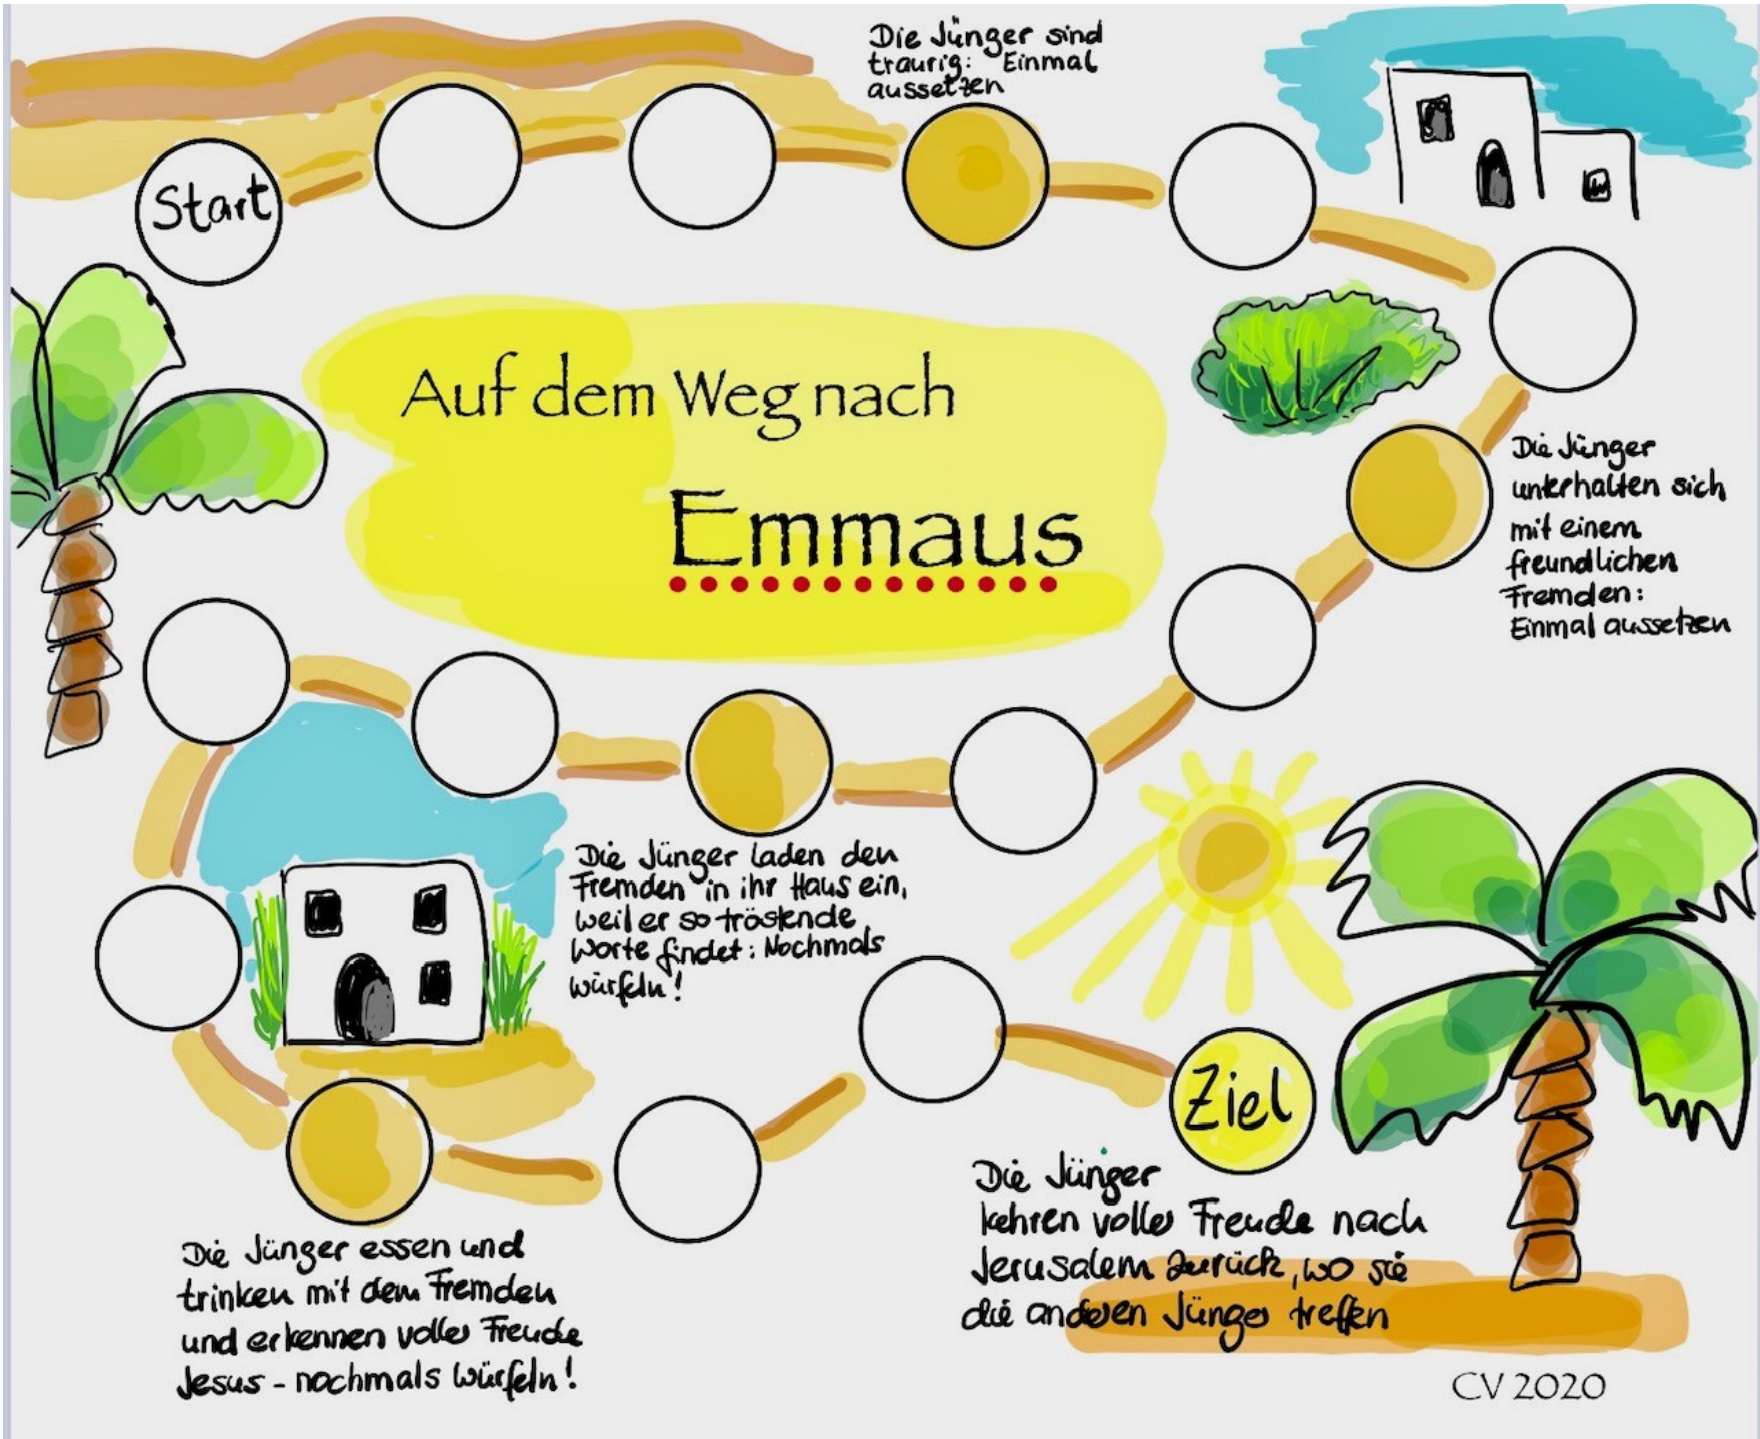 Die Jünger sind
traurig: Einmal
aussetzen
Start
Auf dem Weg nach
Emmaus
Die Jünger
unterhalten sich
mit einem
freundlichen
Fremden:
Einmal aussetzen
Die Jünger laden den
Fremden in ihr Haus ein,
weil er so tröstende
Worte findet: Nochmals
würfeln!
Ziel
Die Jünger
kehren voller Freude nach
Jerusalem zurück, wo sie
die anderen Jünger treffen
Die Jünger essen und
trinken mit dem Fremden
und erkennen voller Freude
Jesus - nochmals würfeln!
CV 2020